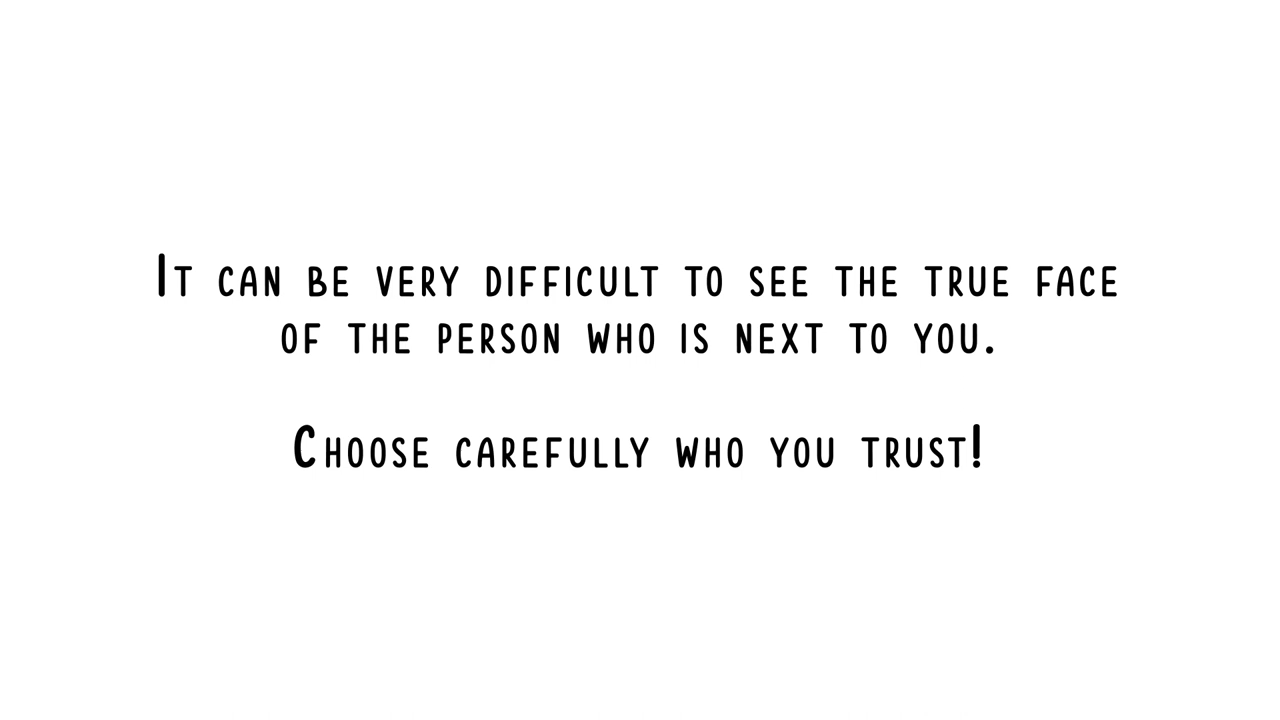 It can be very difficult to see the true face
of the person who is next to you.
Choose carefully who you trust!